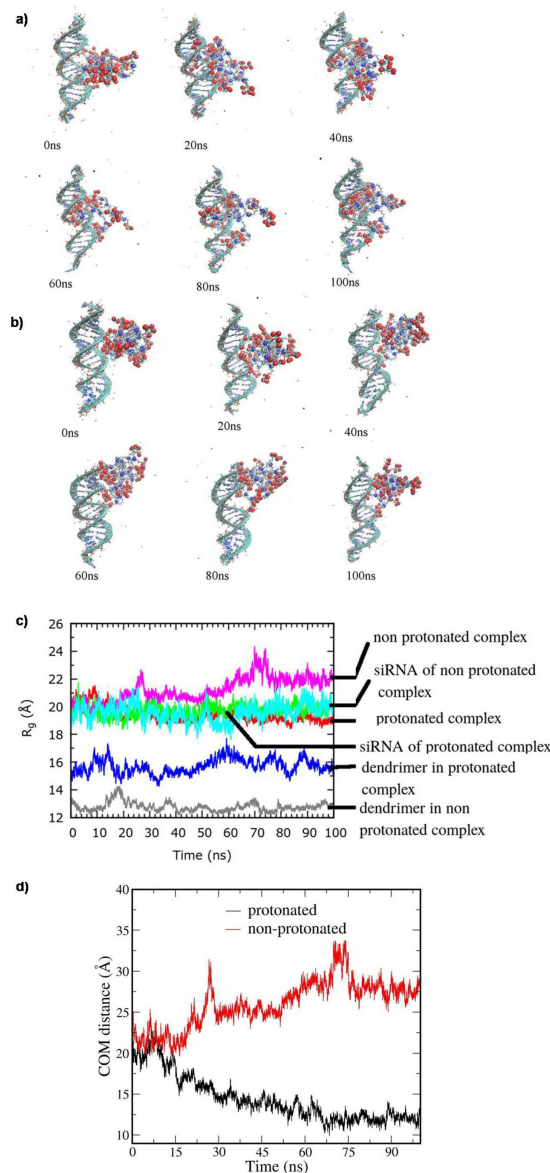 a)
0ns
20ns
40ns
60ns
80ns
100ns
b)
0ns
20ns
40ns
60ns
80ns
100ns
c)
26
24
22
20
18
16
14
12
Rg (Å)
0 10 20 30 40 50 60 70 80 90 100
Time (ns)
non protonated complex
siRNA of non protonated
complex
protonated complex
siRNA of protonated complex
dendrimer in protonated
complex
dendrimer in non
protonated complex
d)
40
35
30
25
20
15
10
COM distance (Å)
protonated
non-protonated
0 15 30 45 60 75 90
Time (ns)